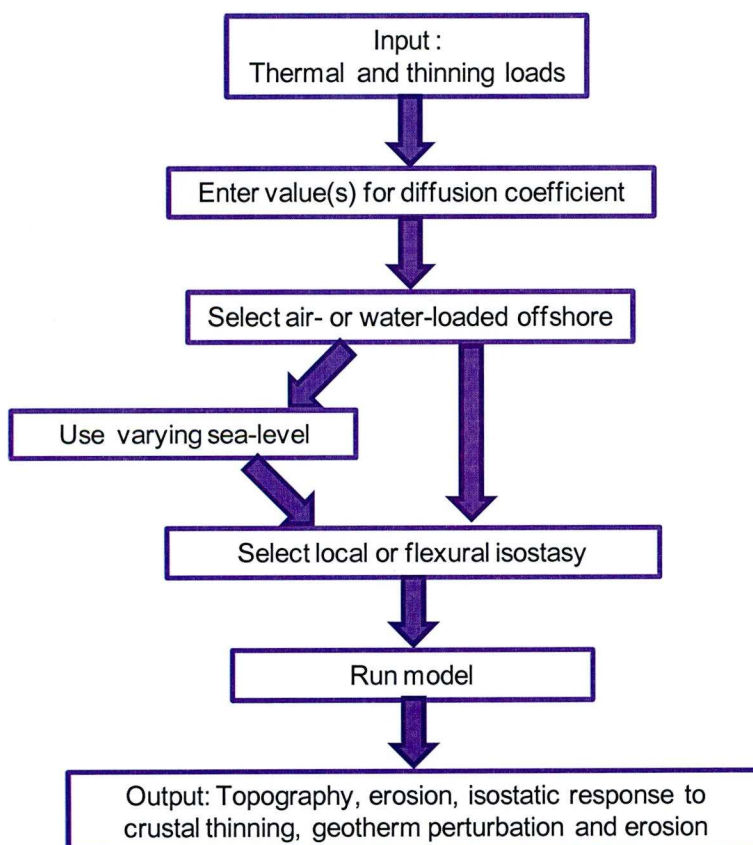 Input :
Thermal and thinning loads
Enter value(s) for diffusion coefficient
Select air- or water-loaded offshore
Use varying sea-level
Select local or flexural isostasy
Run model
Output: Topography, erosion, isostatic response to
crustal thinning, geotherm perturbation and erosion